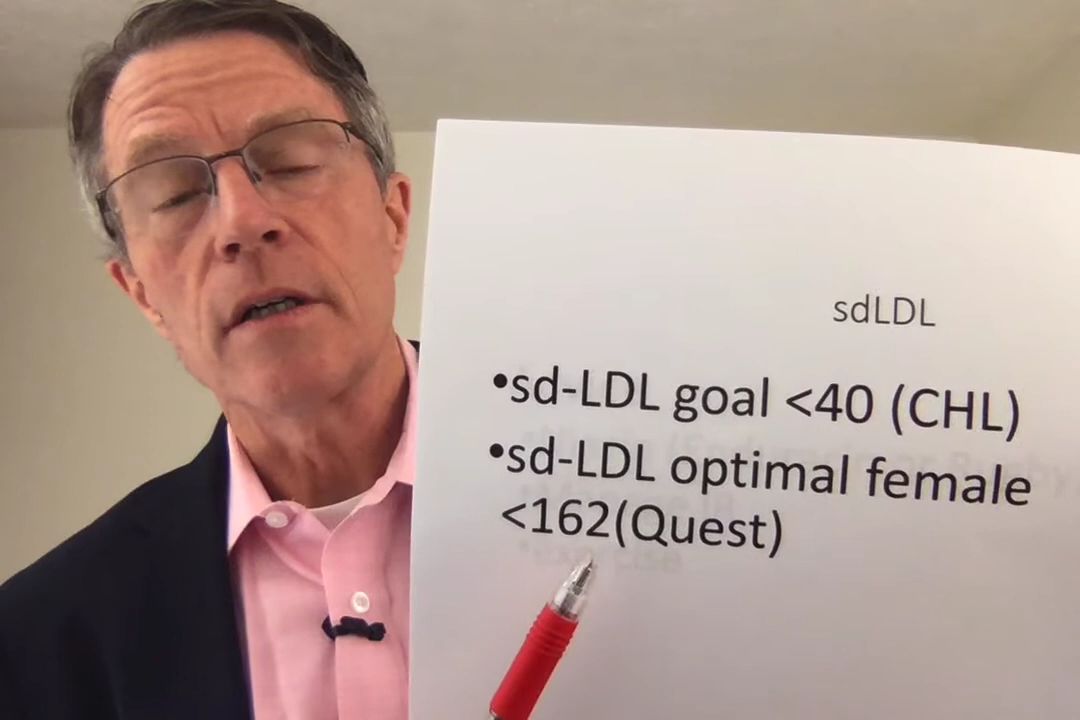 sdLDL
•sd-LDL goal <40 (CHL)
•sd-LDL optimal female
<162(Quest)